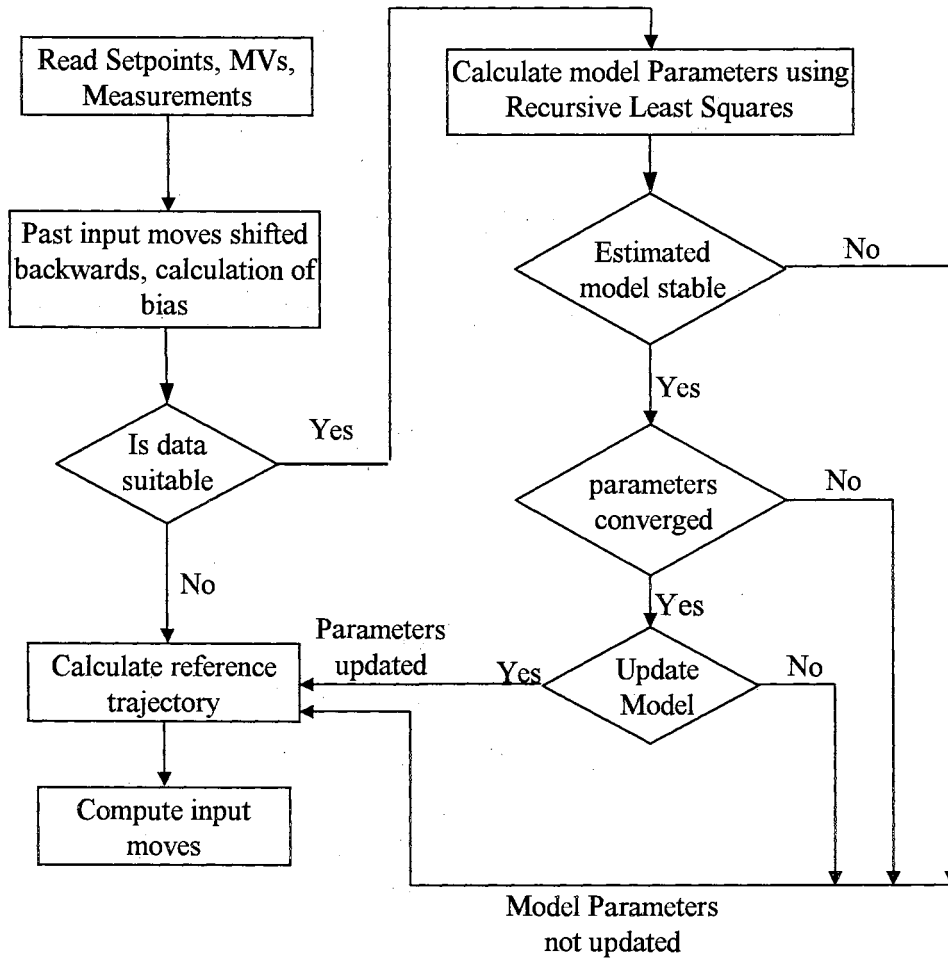 Read Setpoints, MVs,
Measurements
Past input moves shifted
backwards, calculation of
bias
Is data
suitable
Yes
No
Calculate model Parameters using
Recursive Least Squares
Estimated
model stable
No
Yes
parameters
converged
No
Yes
Update
Model
No
Yes
Parameters
updated
Calculate reference
trajectory
Compute input
moves
Model Parameters
not updated